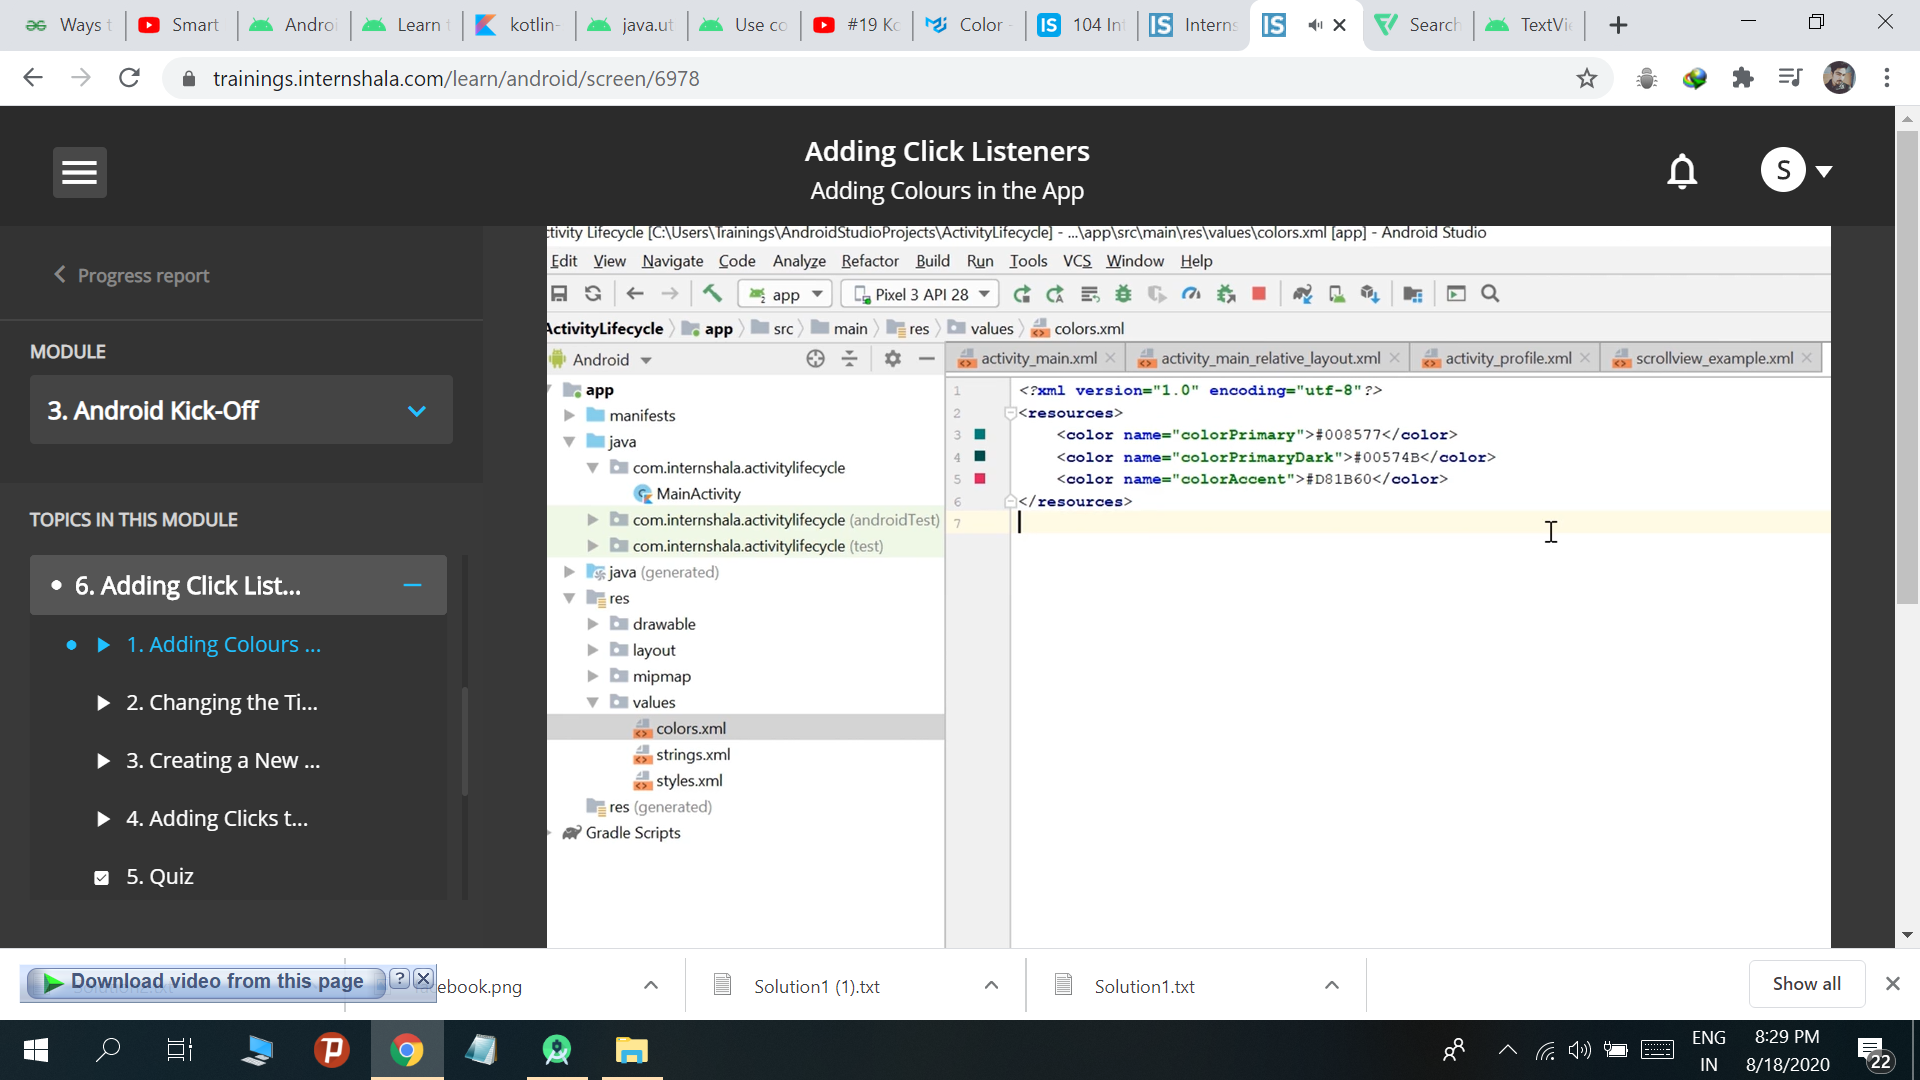 Ways t
Smart
Androi
Learn t
kotlin-
java.ut
Use co
#19 Ko
Color -
104 Int
Interns
Search
TextVie
trainings.internshala.com/learn/android/screen/6978
Adding Click Listeners
Adding Colours in the App
S
Progress report
MODULE
3. Android Kick-Off
TOPICS IN THIS MODULE
6. Adding Click List...
1. Adding Colours ...
2. Changing the Ti...
3. Creating a New ...
4. Adding Clicks t...
5. Quiz
tivity Lifecycle [C:\Users\Trainings\AndroidStudioProjects\ActivityLifecycle] - ...\app\src\main\res\values\colors.xml [app] - Android Studio
Edit View Navigate Code Analyze Refactor Build Run Tools VCS Window Help
app Pixel 3 API 28
ActivityLifecycle app src main res values colors.xml
Android
activity_main.xml activity_main_relative_layout.xml activity_profile.xml scrollview_example.xml
app
manifests
java
com.internshala.activitylifecycle
MainActivity
com.internshala.activitylifecycle (androidTest)
com.internshala.activitylifecycle (test)
java (generated)
res
drawable
layout
mipmap
values
colors.xml
strings.xml
styles.xml
res (generated)
Gradle Scripts
1 <?xml version="1.0" encoding="utf-8"?>
2 <resources>
3 <color name="colorPrimary">#008577</color>
4 <color name="colorPrimaryDark">#00574B</color>
5 <color name="colorAccent">#D81B60</color>
6 </resources>
7
Download video from this page ?
ebook.png
Solution1 (1).txt
Solution1.txt
Show all
ENG
IN
8:29 PM
8/18/2020
22